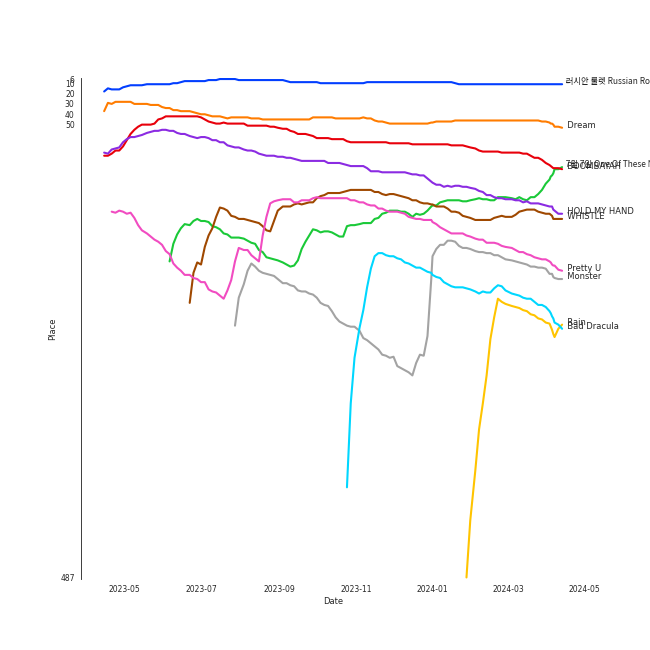 6
10
20
30
40
50
487
Place
2023-05
2023-07
2023-09
2023-11
2024-01
2024-03
2024-05
Date
러시안 룰렛 Russian Ro
Dream
7월 7일 One Of These N
BOOMBAYAH
HOLD MY HAND
WHISTLE
Pretty U
Monster
Rain
Bad Dracula